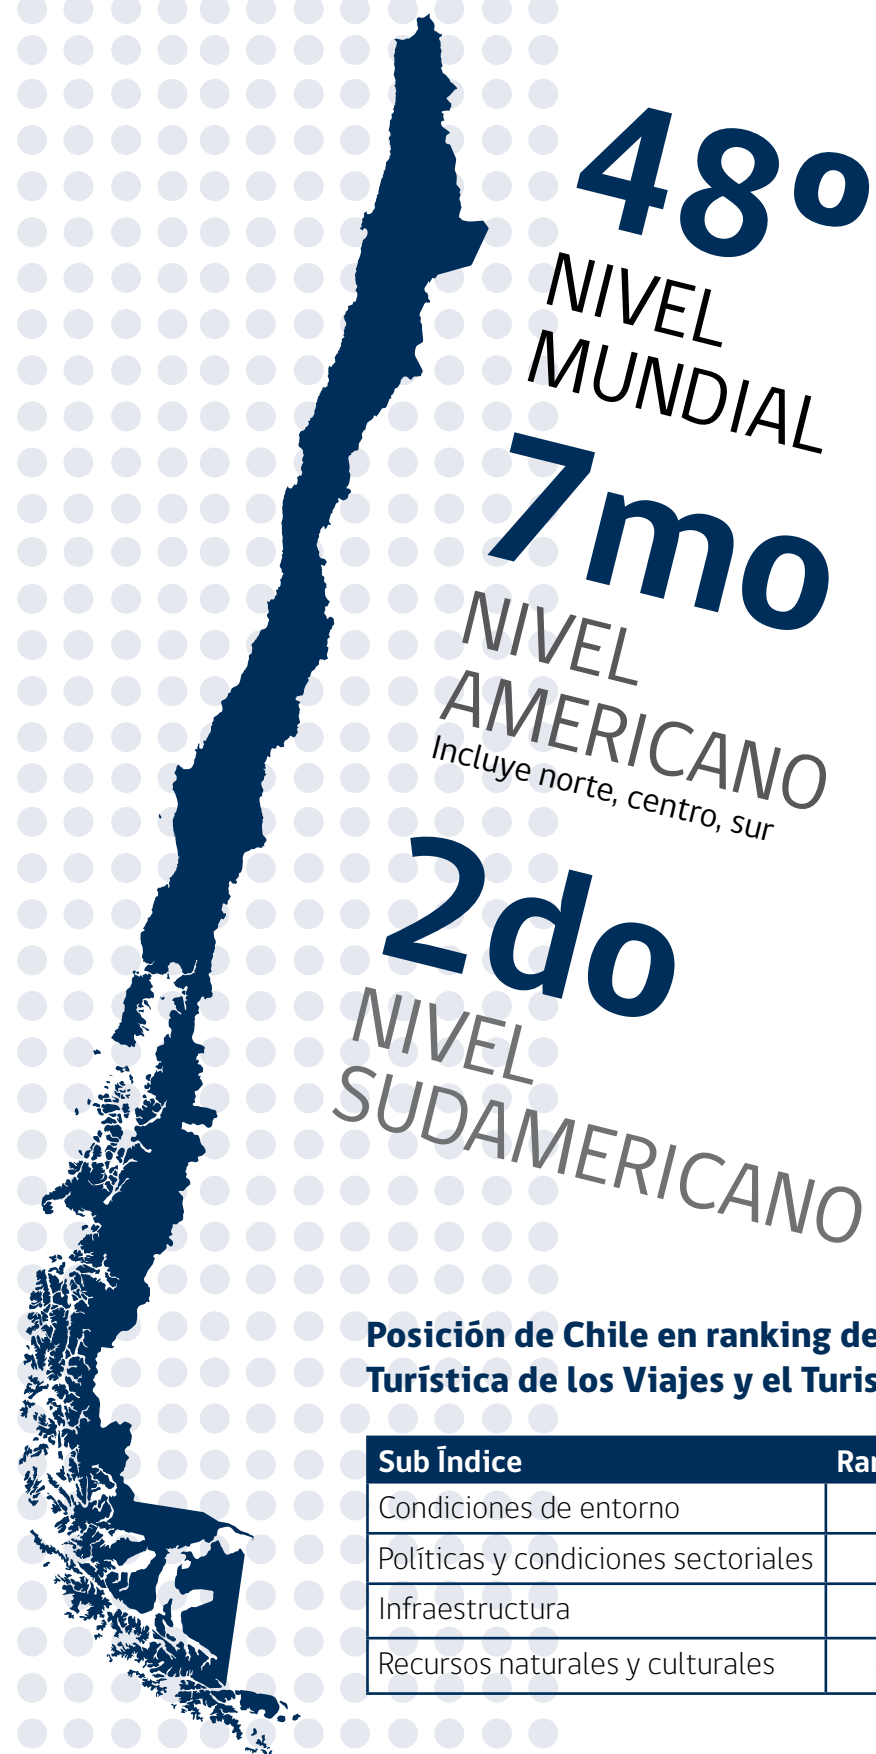 48º
NIVEL
MUNDIAL
7mo
NIVEL
AMERICANO
Incluye norte, centro, sur
2do
NIVEL
SUDAMERICANO
Posición de Chile en ranking de
Turística de los Viajes y el
Sub Índice
Condiciones de entorno
Políticas y condiciones sectoriales
Infraestructura
Recursos naturales y culturales